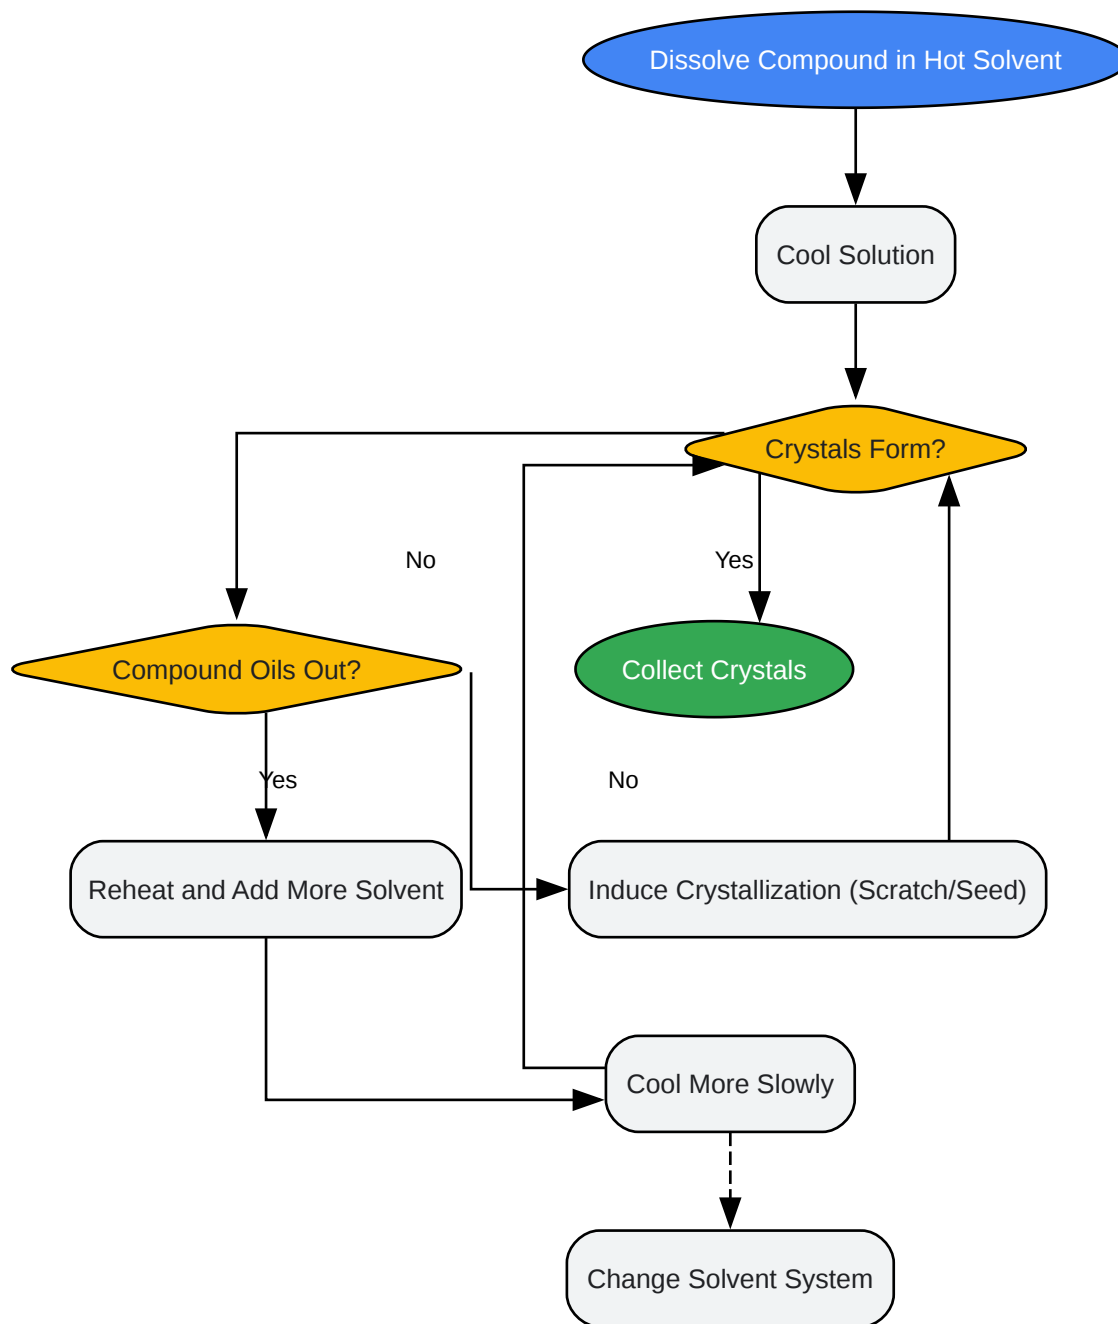 Dissolve Compound in Hot Solvent
Cool Solution
Crystals Form?
No
Yes
Compound Oils Out?
Collect Crystals
Yes
No
Reheat and Add More Solvent
Induce Crystallization (Scratch/Seed)
Cool More Slowly
Change Solvent System